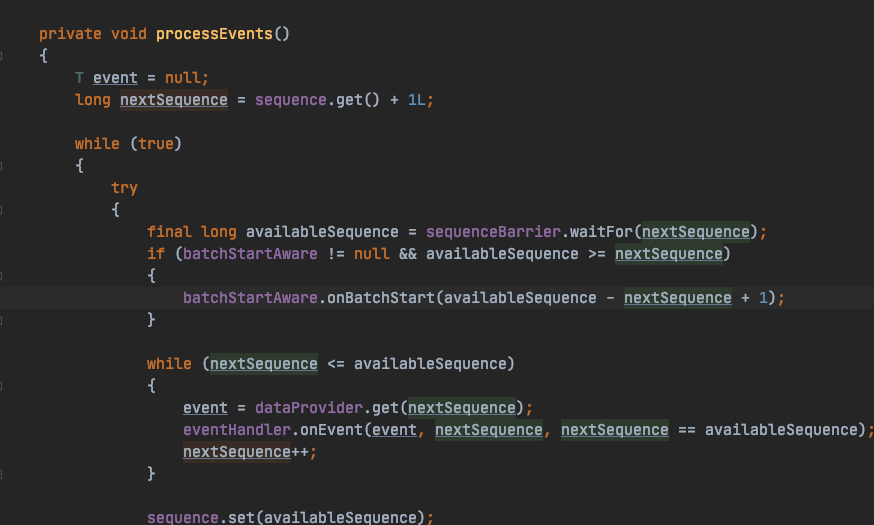 private void processEvents()
{
T event = null;
long nextSequence = sequence.get() + 1L;
while (true)
{
try
{
final long availableSequence = sequenceBarrier.waitFor(nextSequence);
if (batchStartAware != null && availableSequence >= nextSequence)
{
batchStartAware.onBatchStart(availableSequence - nextSequence + 1);
}
while (nextSequence <= availableSequence)
{
event = dataProvider.get(nextSequence);
eventHandler.onEvent(event, nextSequence, nextSequence == availableSequence);
nextSequence++;
}
sequence.set(availableSequence);